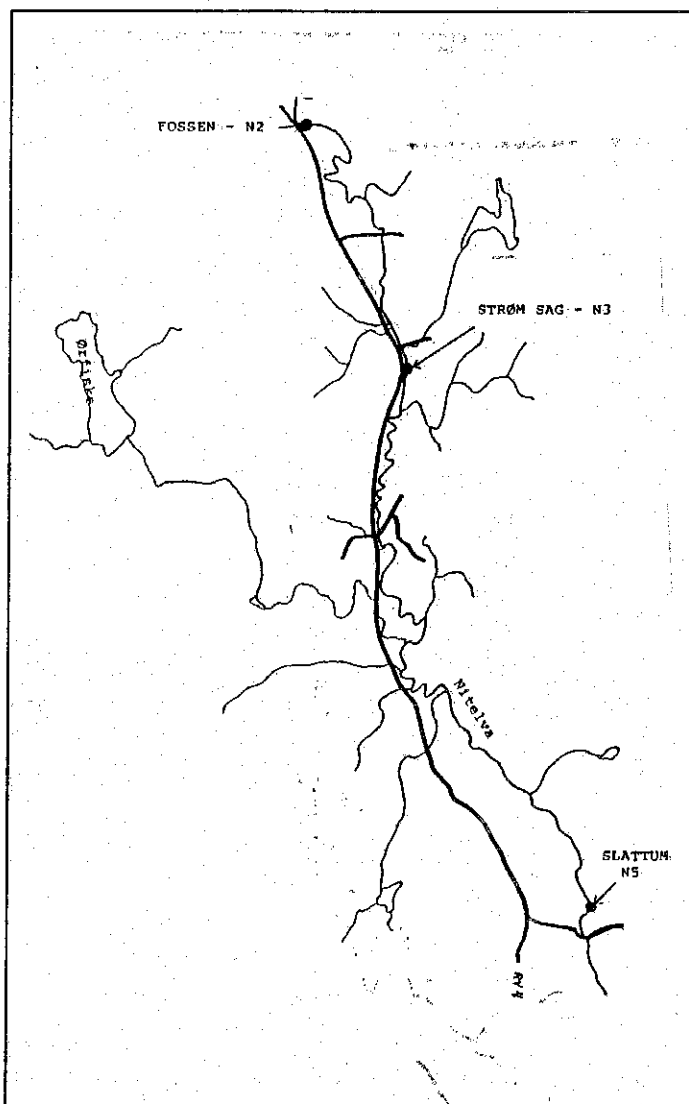 FOSSEN - N2
STRØM SAG - N3
Ørfiske
Nitelva
SLATTUM
N5
RV4